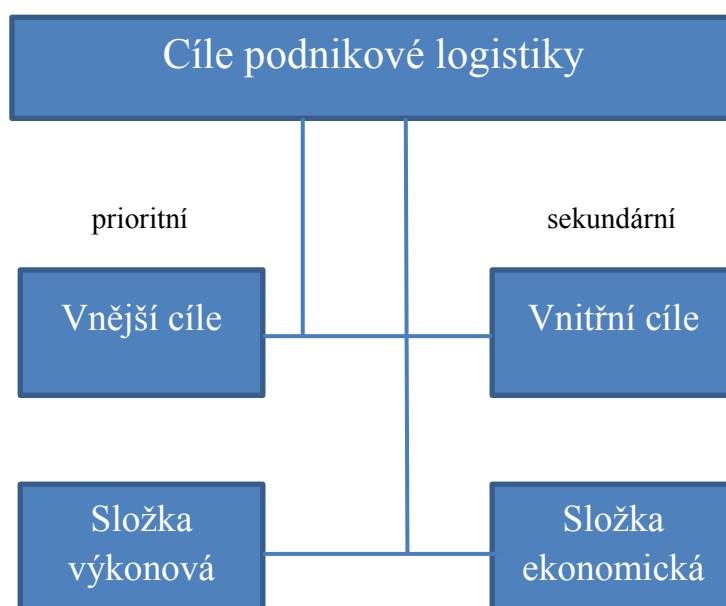 Cíle podnikové logistiky
prioritní
sekundární
Vnější cíle
Vnitřní cíle
Složka
výkonová
Složka
ekonomická